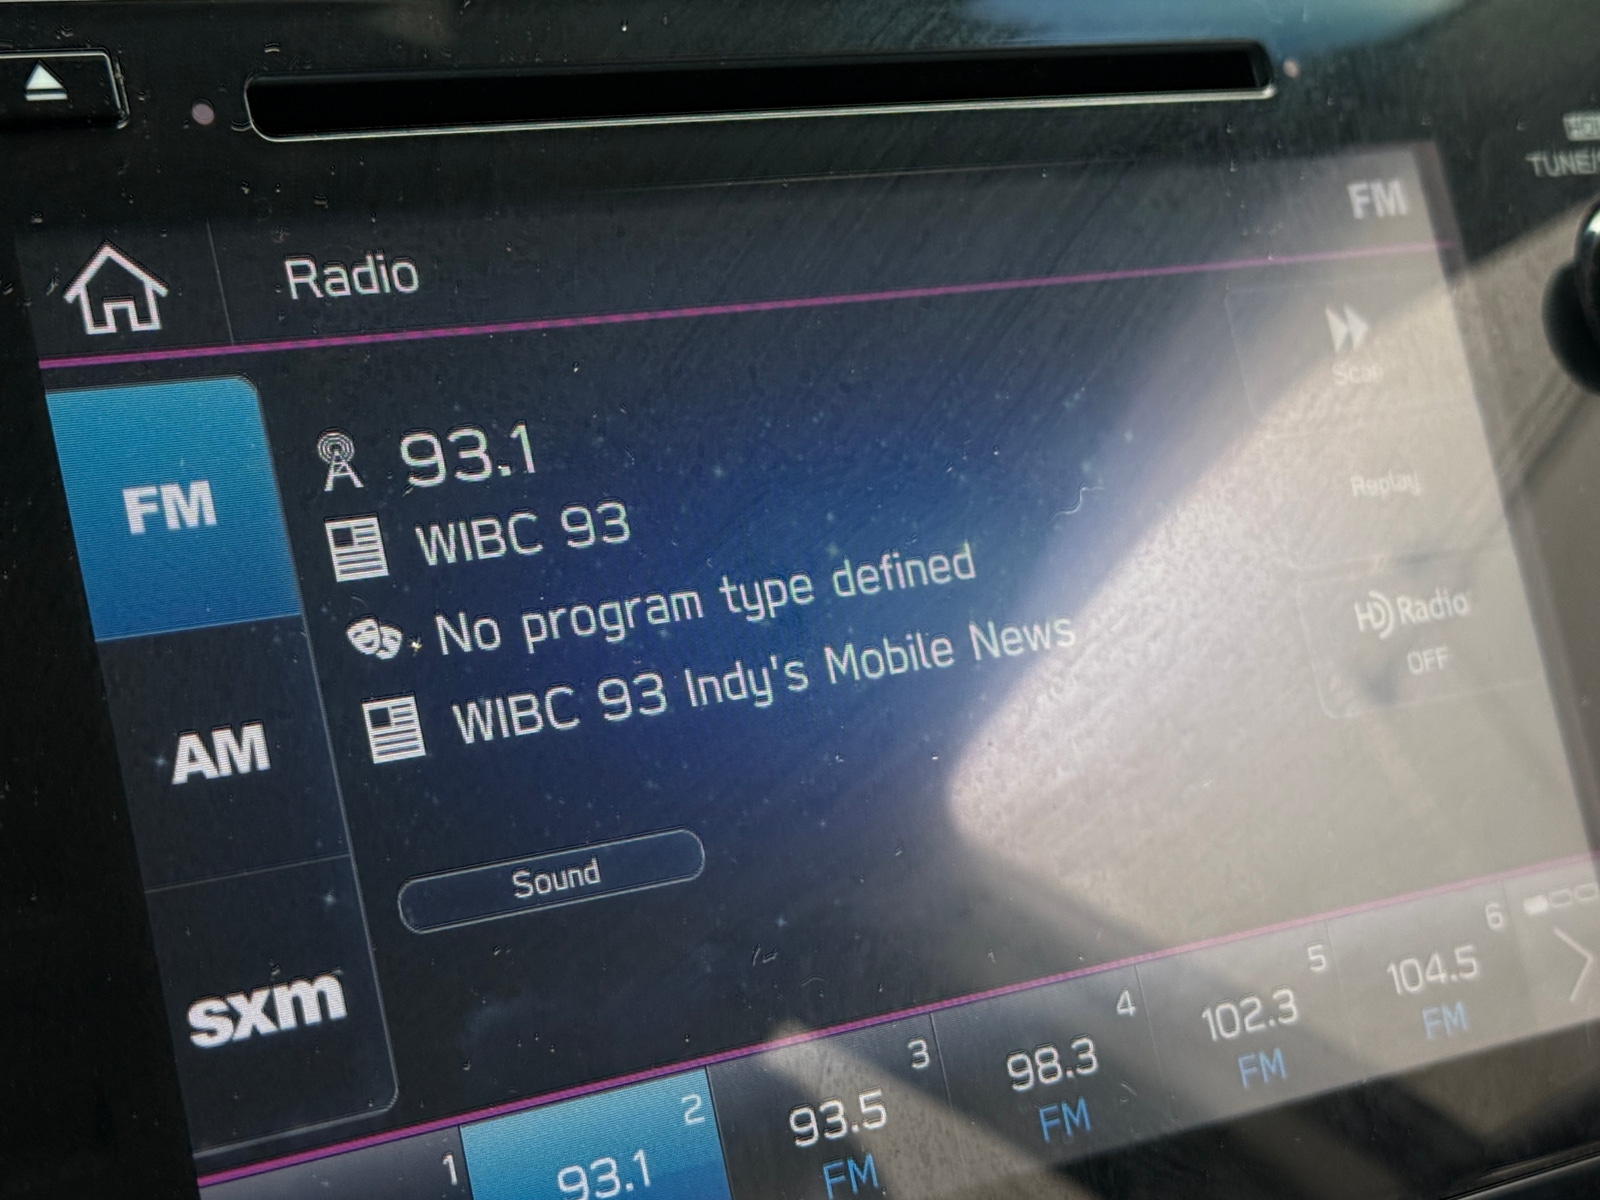 TUNE/
Radio
FM
93.1
WIBC 93
No program type defined
WIBC 93 Indy's Mobile News
Sound
FM
AM
sxm
Scan
Replay
HD Radio
OFF
1
2
93.1
3
93.5
FM
4
98.3
FM
5
102.3
FM
6
104.5
FM